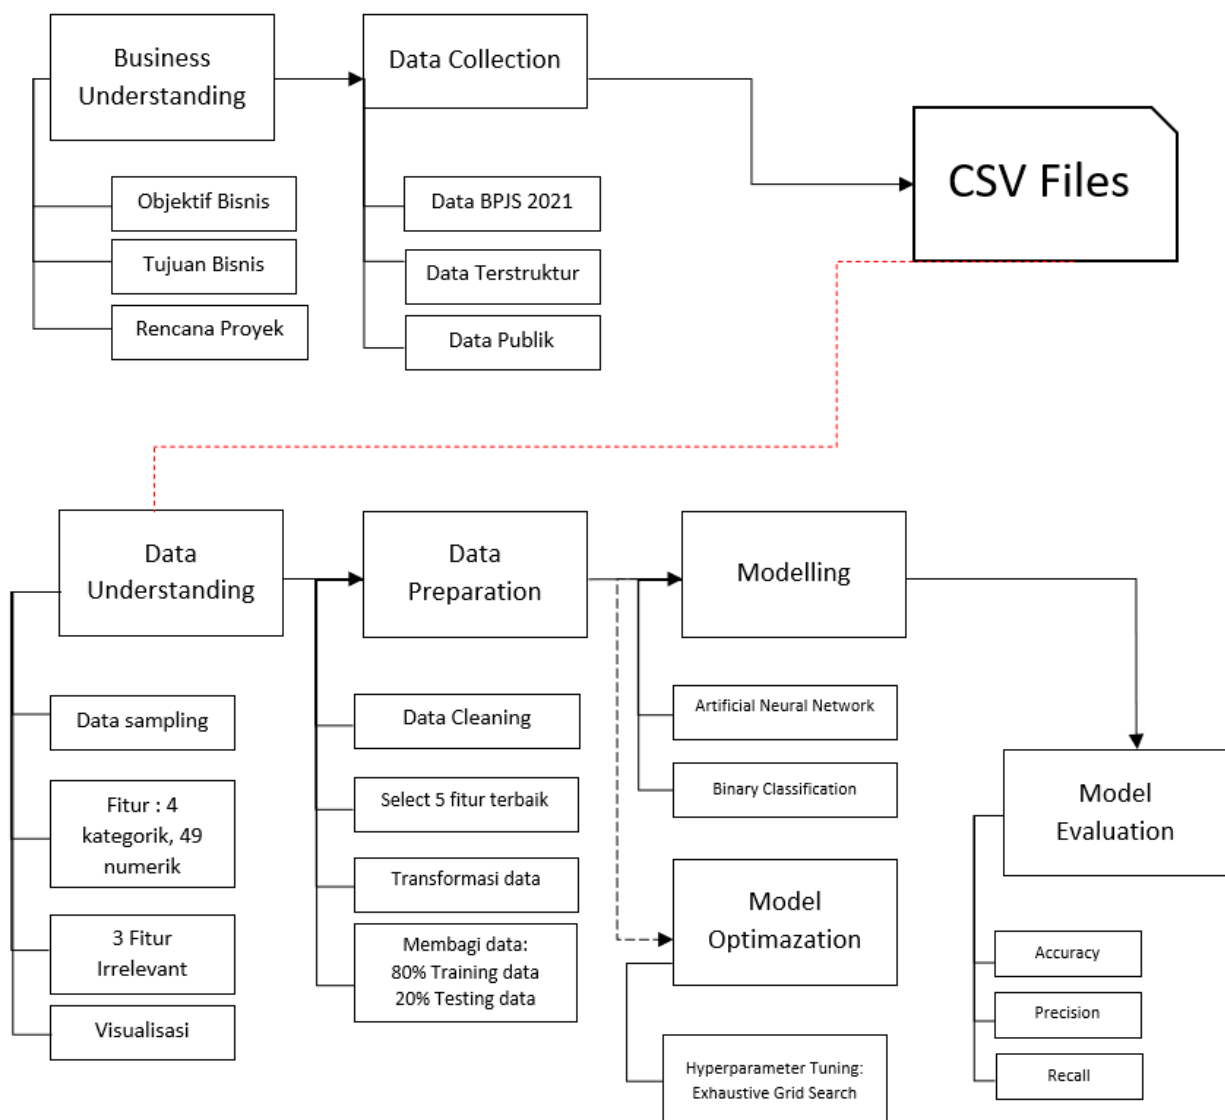 Business
Understanding
Objektif Bisnis
Tujuan Bisnis
Rencana Proyek
Data Collection
Data BPJS 2021
Data Terstruktur
Data Publik
CSV Files
Data
Understanding
Data sampling
Fitur : 4
kategorik, 49
numerik
3 Fitur
Irrelevant
Visualisasi
Data
Preparation
Data Cleaning
Select 5 fitur terbaik
Transformasi data
Membagi data:
80% Training data
20% Testing data
Modelling
Artificial Neural Network
Binary Classification
Model
Optimazation
Hyperparameter Tuning:
Exhaustive Grid Search
Model
Evaluation
Accuracy
Precision
Recall